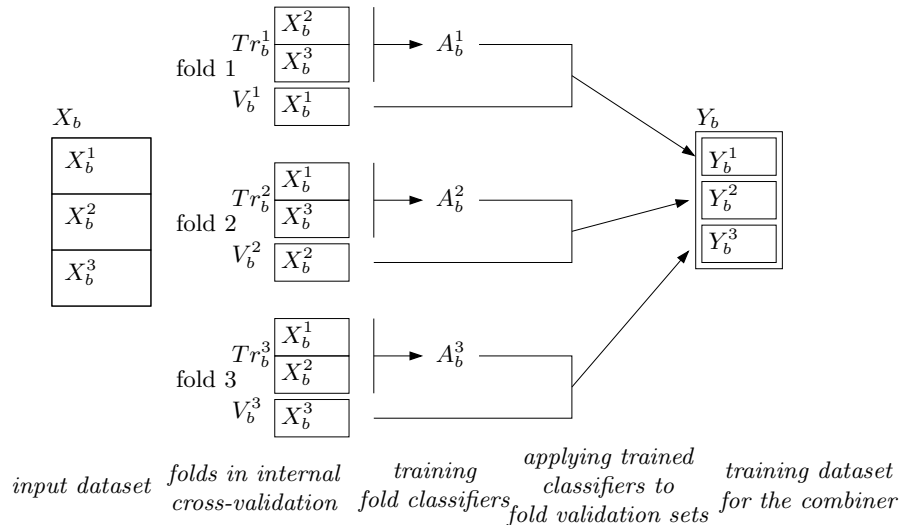 X_b
X_b^1
X_b^2
X_b^3
fold 1
Tr_b^1
X_b^2
X_b^3
V_b^1
X_b^1
A_b^1
fold 2
Tr_b^2
X_b^1
X_b^3
V_b^2
X_b^2
A_b^2
fold 3
Tr_b^3
X_b^1
X_b^2
V_b^3
X_b^3
A_b^3
Y_b
Y_b^1
Y_b^2
Y_b^3
input dataset
folds in internal
cross-validation
training
fold classifiers
applying trained
classifiers to
fold validation sets
training dataset
for the combiner